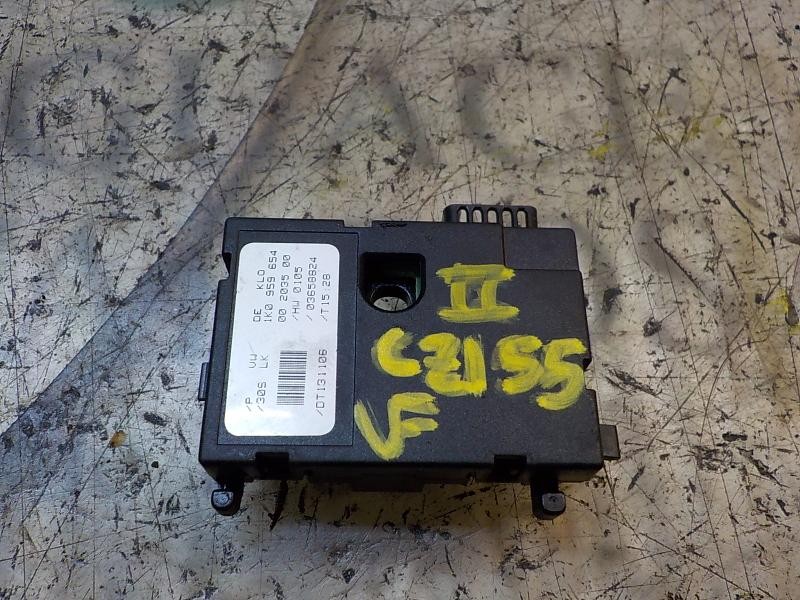 DE KLO
1K0 959 654
00 2035 00
/HW 0105
/03658824
/T15:28
/P VW/
/30S LK
/DT131106
II
CZ155
VF